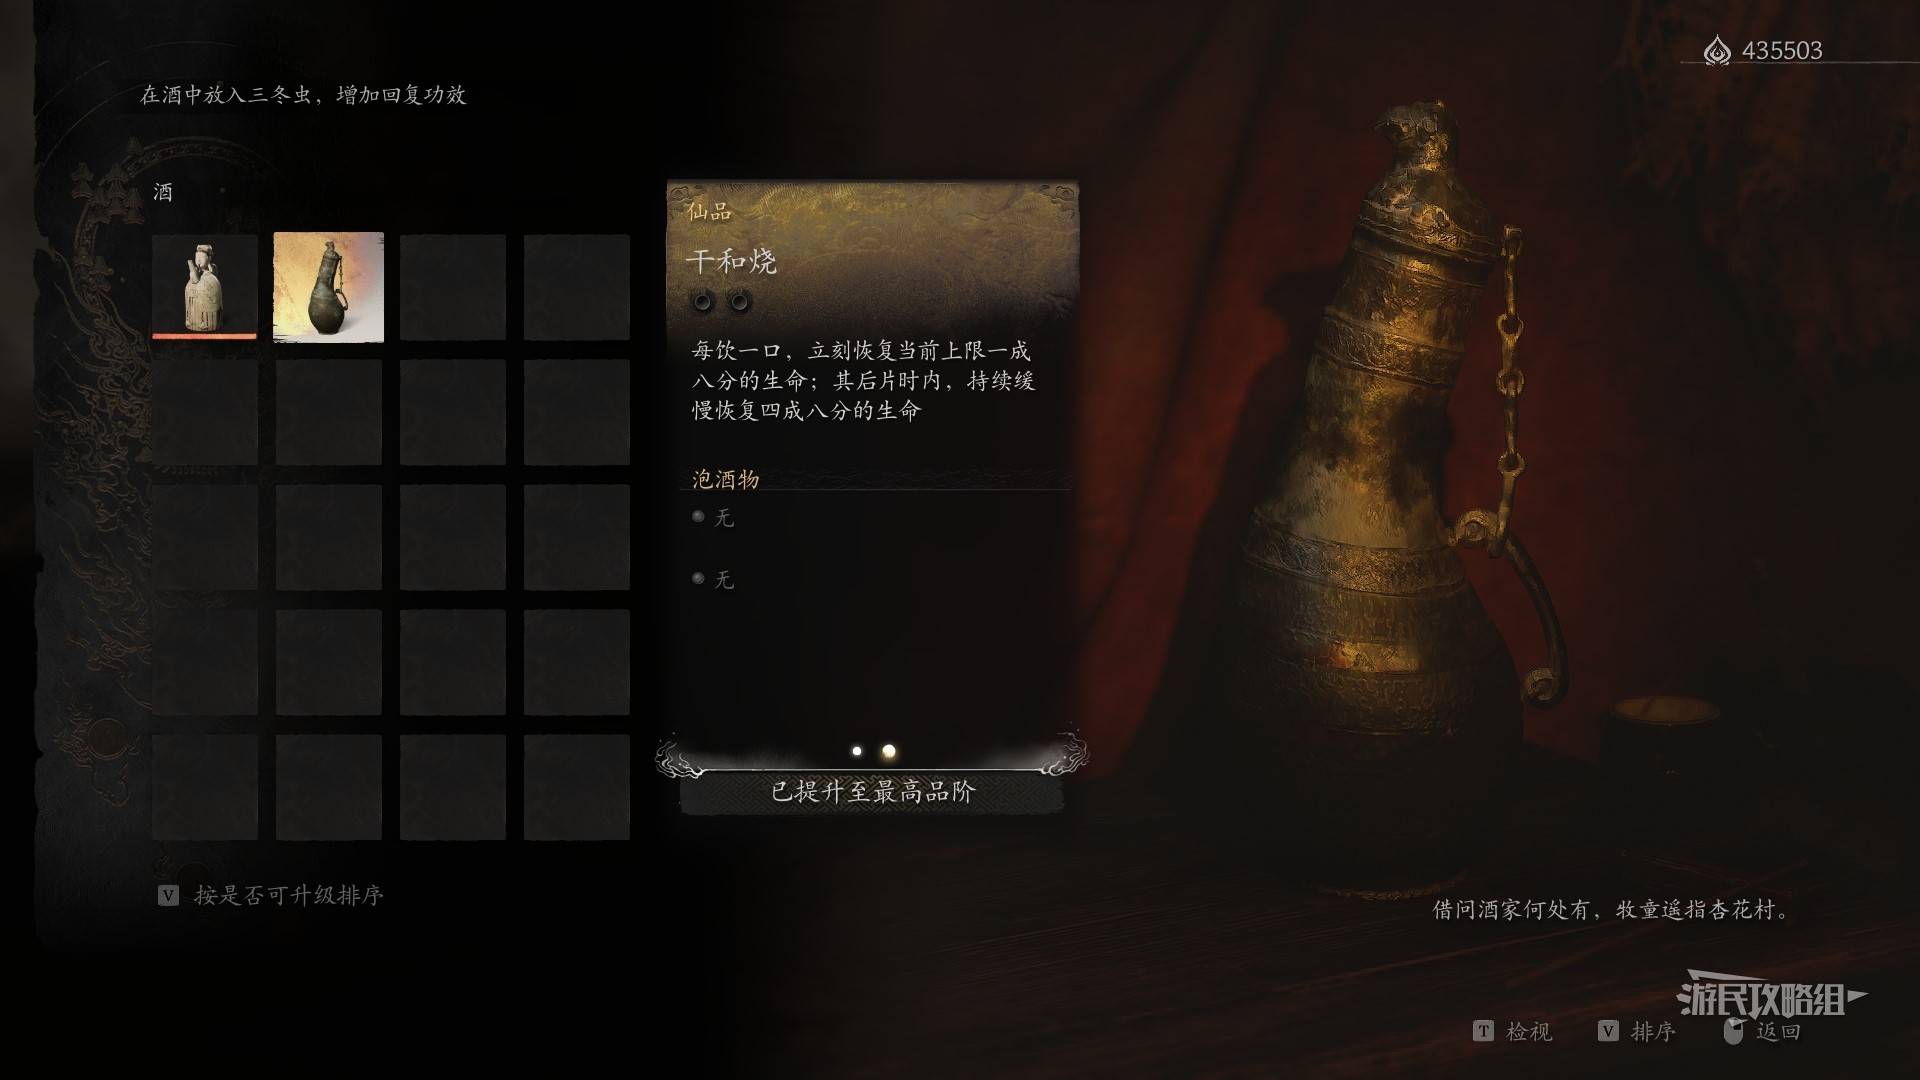 435503
在酒中放入三冬虫，增加回复功效
酒
仙品
干和烧
每饮一口，立刻恢复当前上限一成
八分的生命；其后片时内，持续缓
慢恢复四成八分的生命
泡酒物
无
无
已提升至最高品阶
V 按是否可升级排序
借问酒家何处有，牧童遥指杏花村。
游民攻略组
T 检视 V 排序 返回